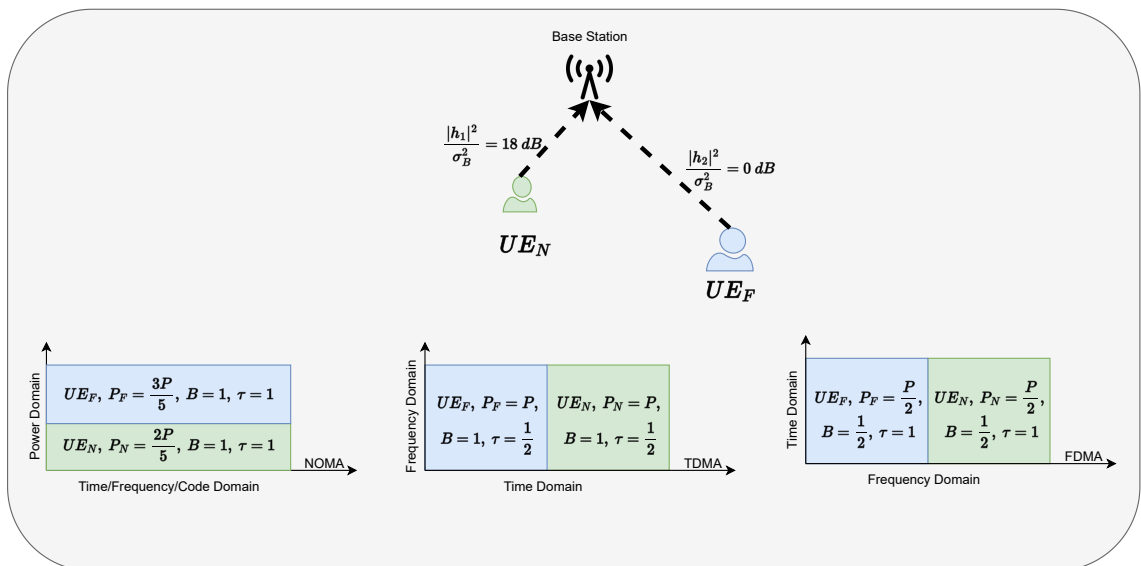 Base Station
|h_1|^2/σ_B^2 = 18 dB
|h_2|^2/σ_B^2 = 0 dB
UE_N
UE_F
Power Domain
UE_F, P_F = 3P/5, B = 1, τ = 1
UE_N, P_N = 2P/5, B = 1, τ = 1
NOMA
Time/Frequency/Code Domain
Frequency Domain
UE_F, P_F = P,
B = 1, τ = 1/2
UE_N, P_N = P,
B = 1, τ = 1/2
TDMA
Time Domain
Time Domain
UE_F, P_F = P/2,
B = 1/2, τ = 1
UE_N, P_N = P/2,
B = 1/2, τ = 1
FDMA
Frequency Domain